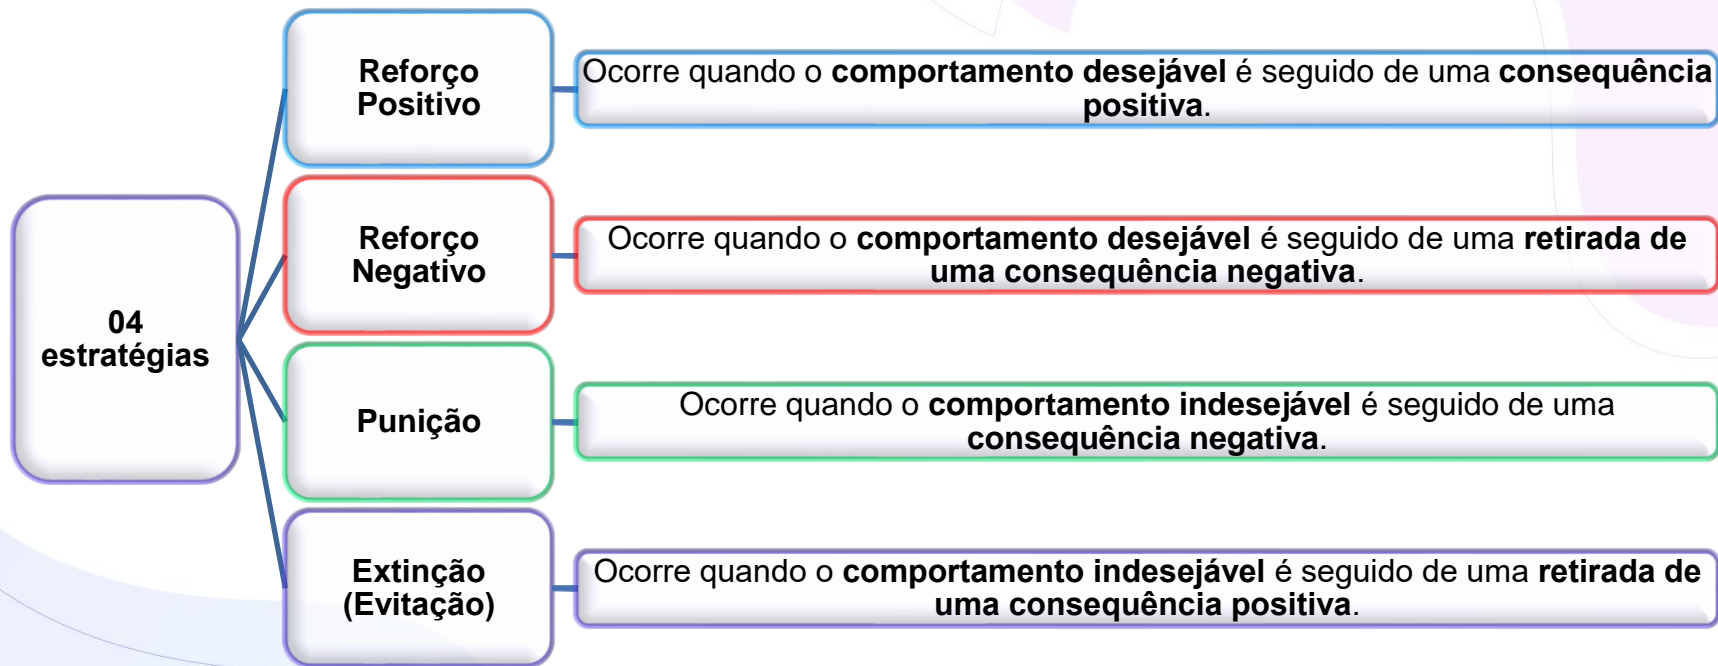 Reforço
Positivo
Ocorre quando o comportamento desejável é seguido de uma consequência
positiva.
Reforço
Negativo
Ocorre quando o comportamento desejável é seguido de uma retirada de
uma consequência negativa.
04
estratégias
Punição
Ocorre quando o comportamento indesejável é seguido de uma
consequência negativa.
Extinção
(Evitação)
Ocorre quando o comportamento indesejável é seguido de uma retirada de
uma consequência positiva.